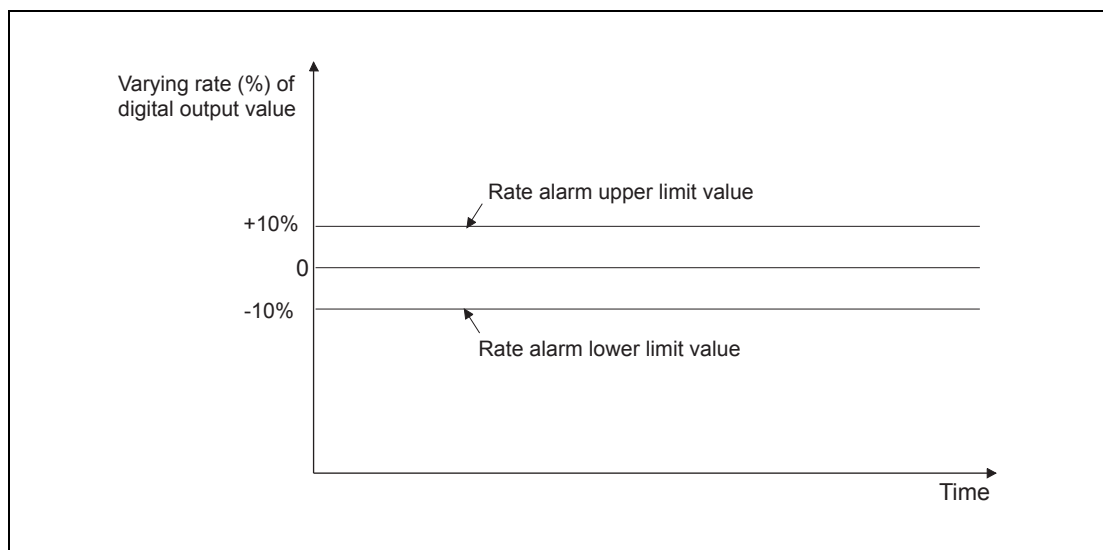 Varying rate (%) of
digital output value
Rate alarm upper limit value
+10%
0
-10%
Rate alarm lower limit value
Time